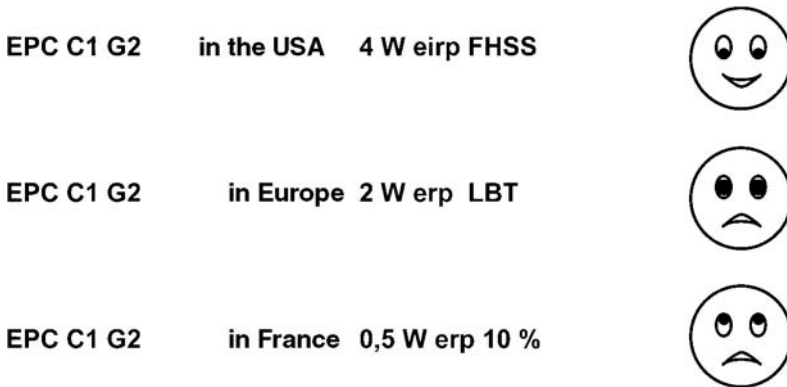 EPC C1 G2 in the USA 4 W eirp FHSS
EPC C1 G2 in Europe 2 W erp LBT
EPC C1 G2 in France 0,5 W erp 10 %